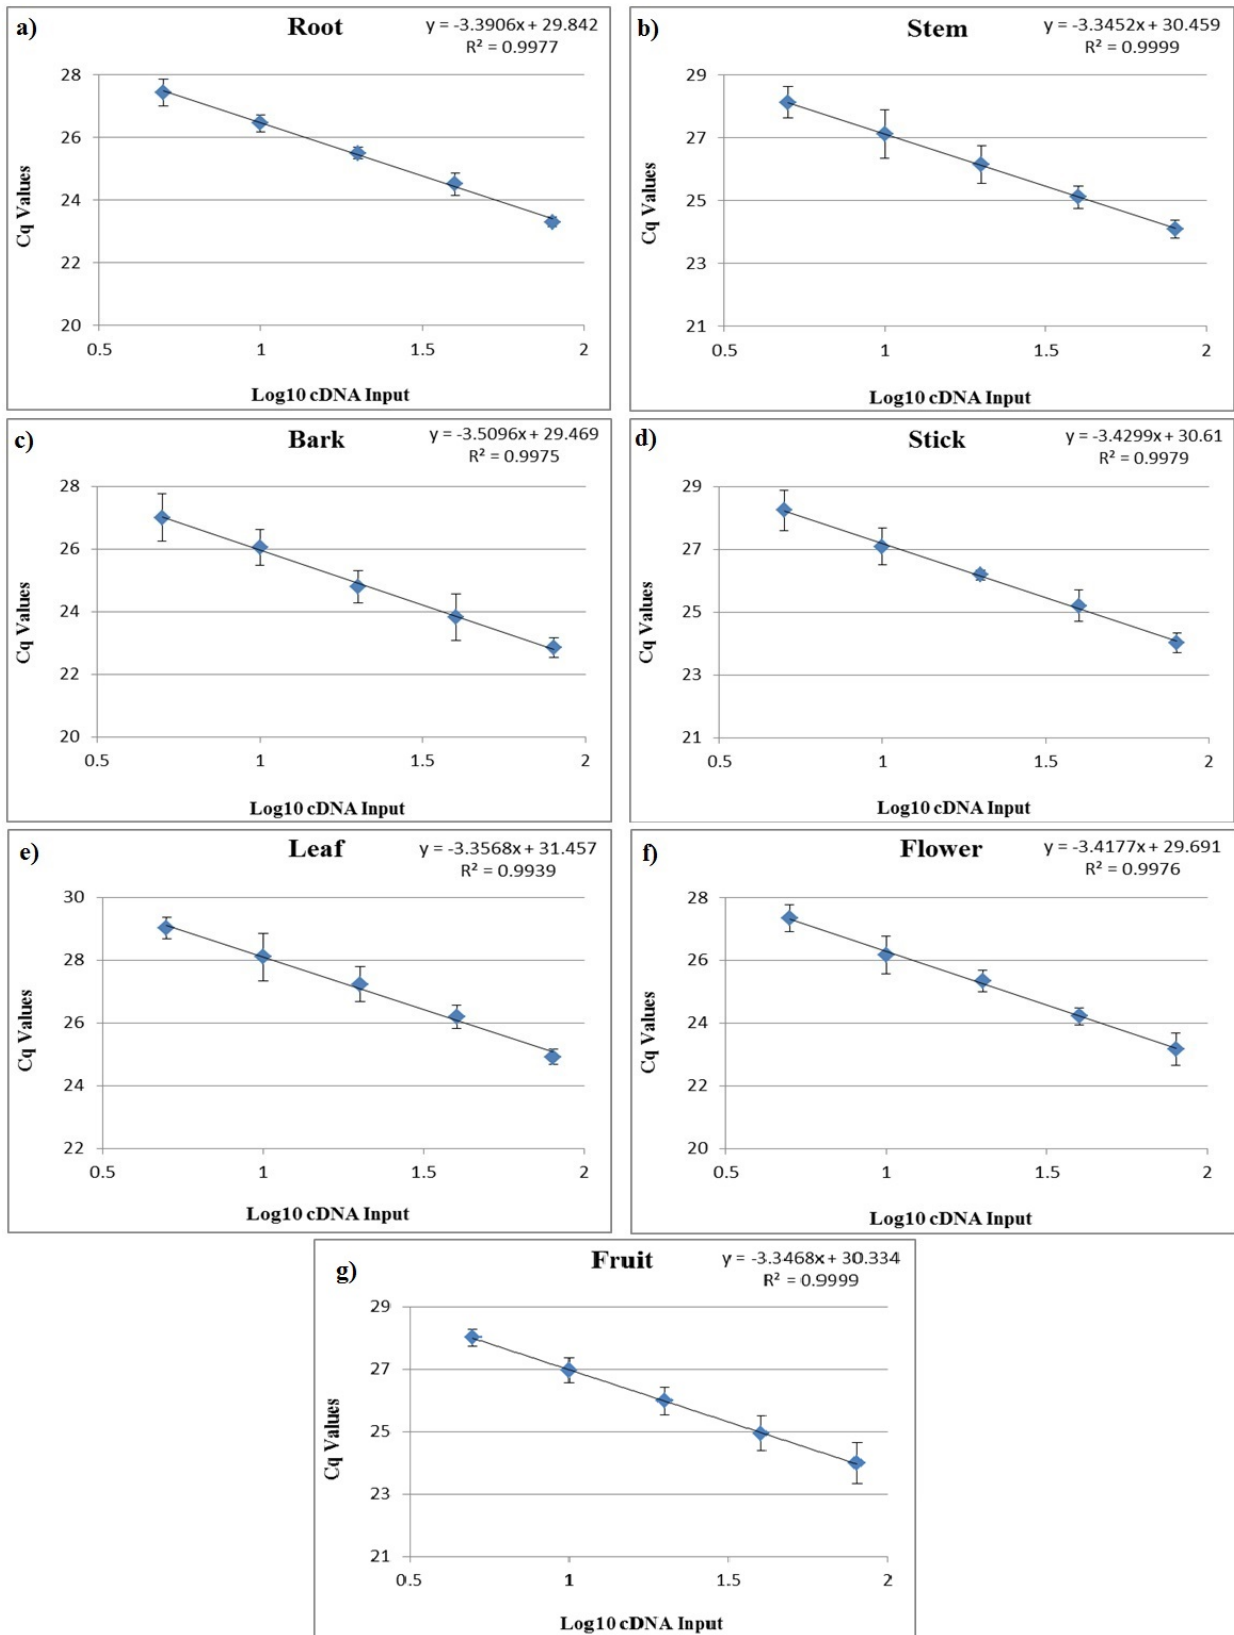 a)
Root
y = -3.3906x + 29.842
R² = 0.9977
28
26
24
22
20
Cq Values
0.5 1 1.5 2
Log10 cDNA Input
b)
Stem
y = -3.3452x + 30.459
R² = 0.9999
29
27
25
23
21
Cq Values
0.5 1 1.5 2
Log10 cDNA Input
c)
Bark
y = -3.5096x + 29.469
R² = 0.9975
28
26
24
22
20
Cq Values
0.5 1 1.5 2
Log10 cDNA Input
d)
Stick
y = -3.4299x + 30.61
R² = 0.9979
29
27
25
23
21
Cq Values
0.5 1 1.5 2
Log10 cDNA Input
e)
Leaf
y = -3.3568x + 31.457
R² = 0.9939
30
28
26
24
22
Cq Values
0.5 1 1.5 2
Log10 cDNA Input
f)
Flower
y = -3.4177x + 29.691
R² = 0.9976
28
26
24
22
20
Cq Values
0.5 1 1.5 2
Log10 cDNA Input
g)
Fruit
y = -3.3468x + 30.334
R² = 0.9999
29
27
25
23
21
Cq Values
0.5 1 1.5 2
Log10 cDNA Input